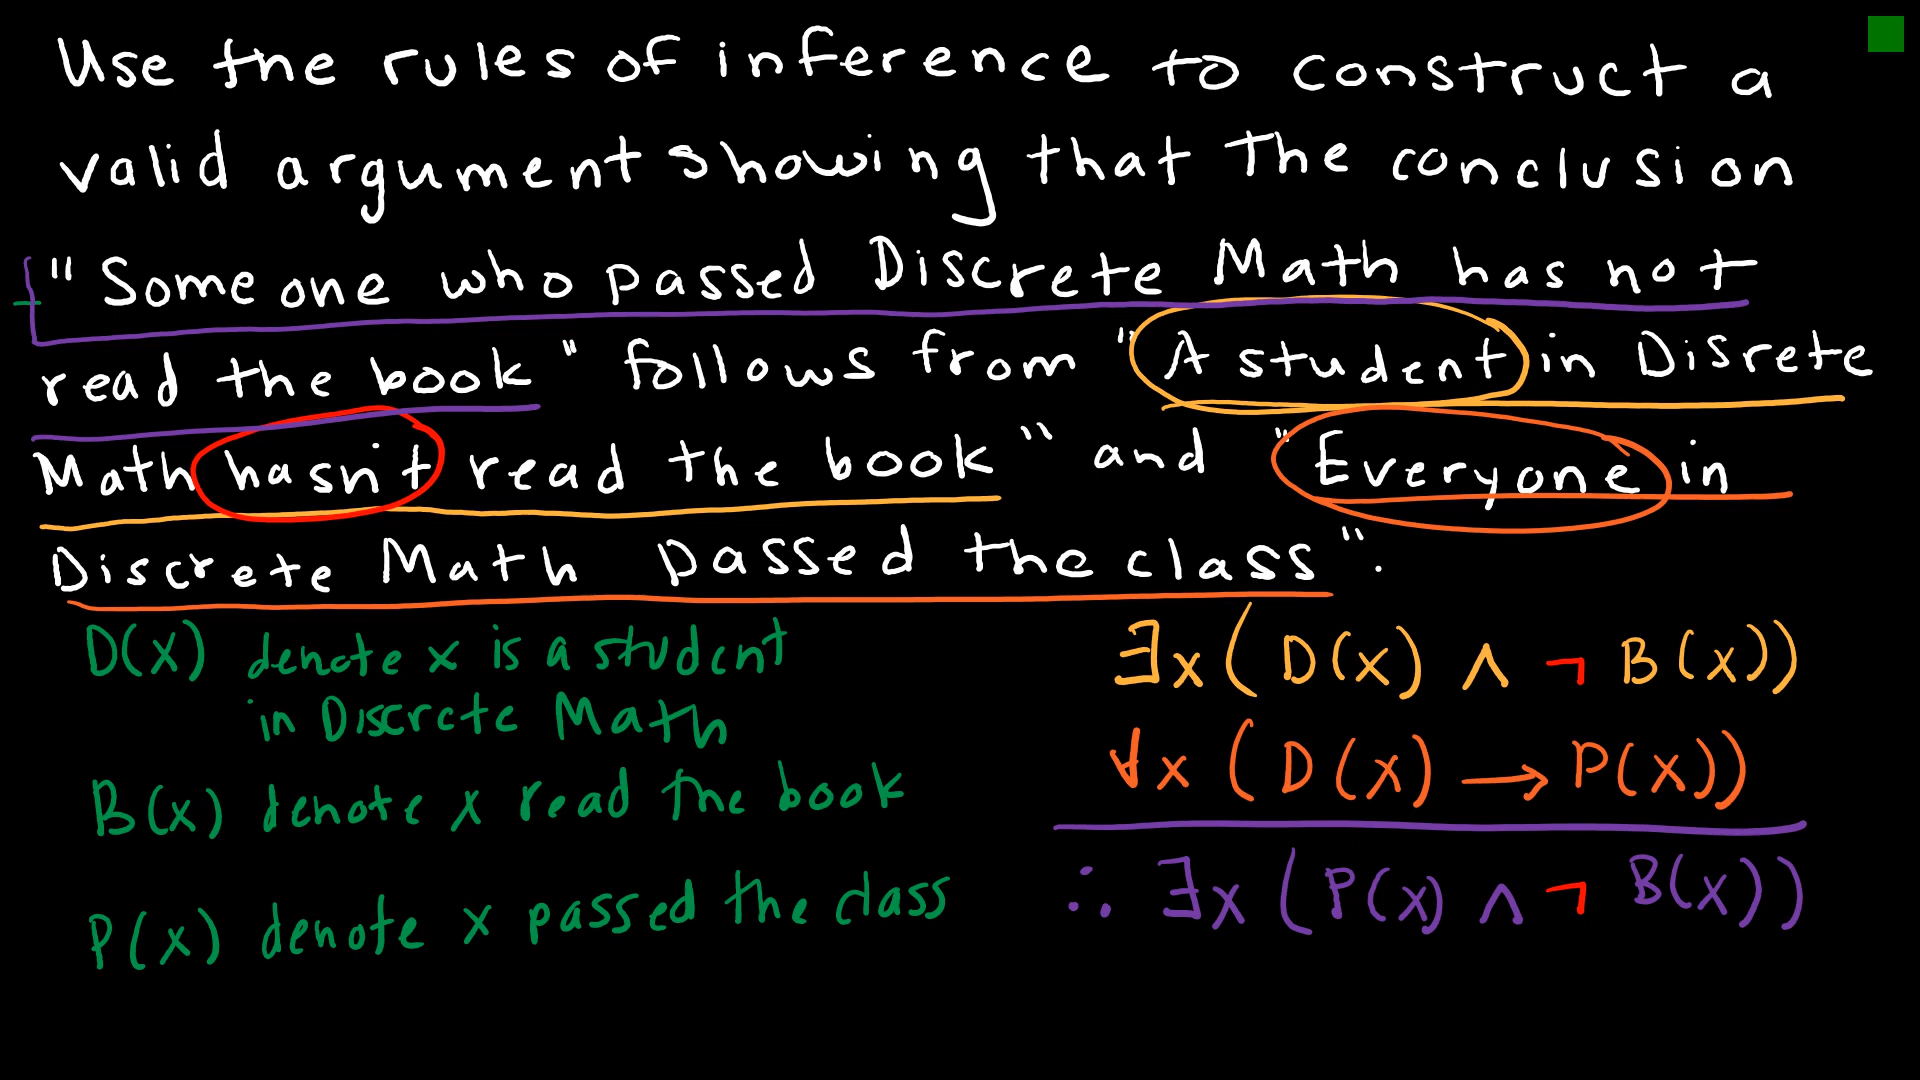 Use the rules of inference to construct a
valid argument showing that the conclusion
"Someone who passed Discrete Math has not
read the book" follows from "A student in Disrete
Math hasn't read the book" and "Everyone in
Discrete Math passed the class".
D(x) denote x is a student
in Discrete Math
B(x) denote x read the book
P(x) denote x passed the class
∃x (D(x) ∧ ¬ B(x))
∀x (D(x) → P(x))
∴ ∃x (P(x) ∧ ¬ B(x))